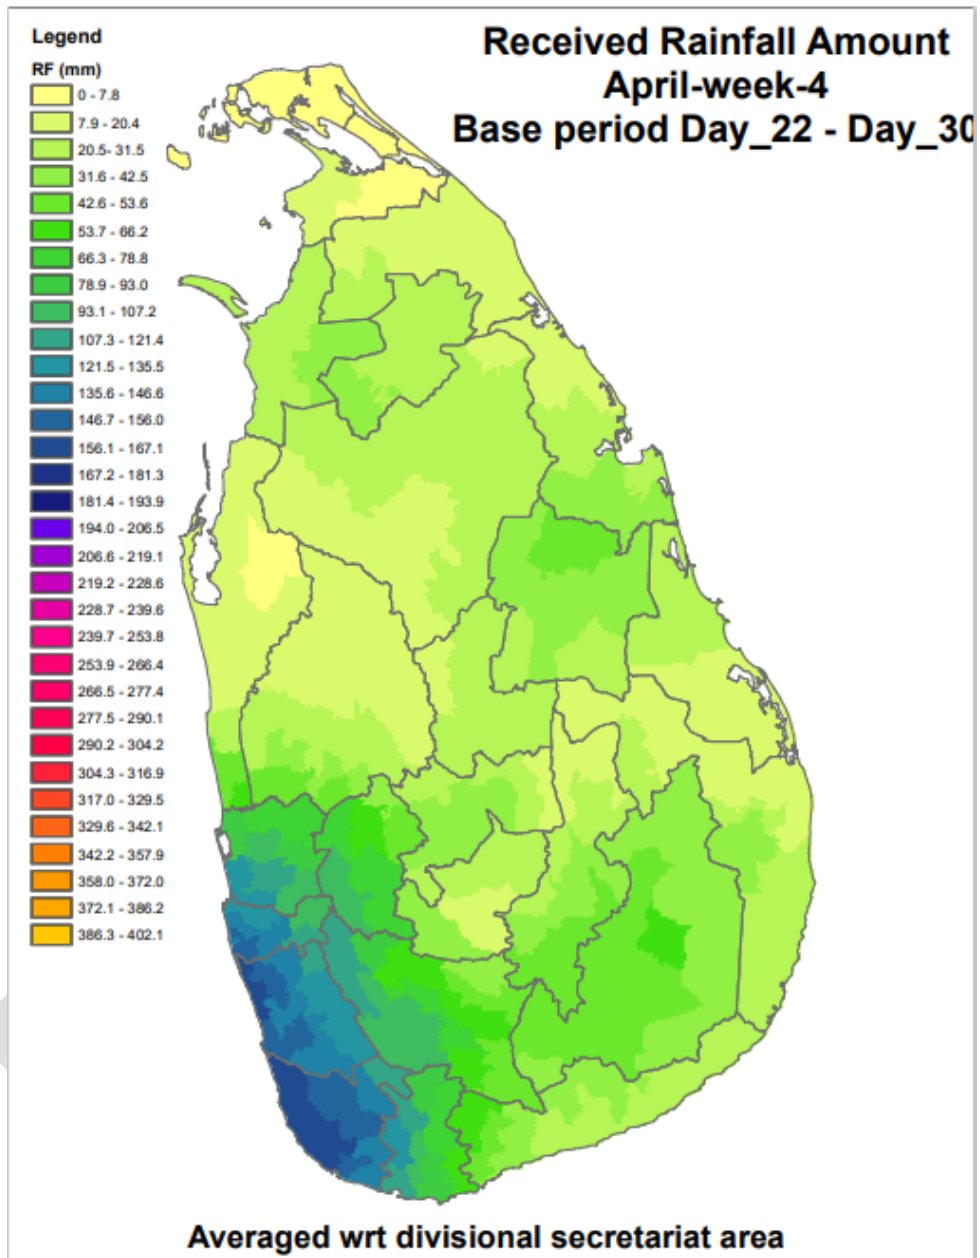 Legend
RF (mm)
0 - 7.8
7.9 - 20.4
20.5- 31.5
31.6 - 42.5
42.6 - 53.6
53.7 - 66.2
66.3 - 78.8
78.9 - 93.0
93.1 - 107.2
107.3 - 121.4
121.5 - 135.5
135.6 - 146.6
146.7 - 156.0
156.1 - 167.1
167.2 - 181.3
181.4 - 193.9
194.0 - 206.5
206.6 - 219.1
219.2 - 228.6
228.7 - 239.6
239.7 - 253.8
253.9 - 266.4
266.5 - 277.4
277.5 - 290.1
290.2 - 304.2
304.3 - 316.9
317.0 - 329.5
329.6 - 342.1
342.2 - 357.9
358.0 - 372.0
372.1 - 386.2
386.3 - 402.1
Received Rainfall Amount
April-week-4
Base period Day_22 - Day_30
Averaged wrt divisional secretariat area